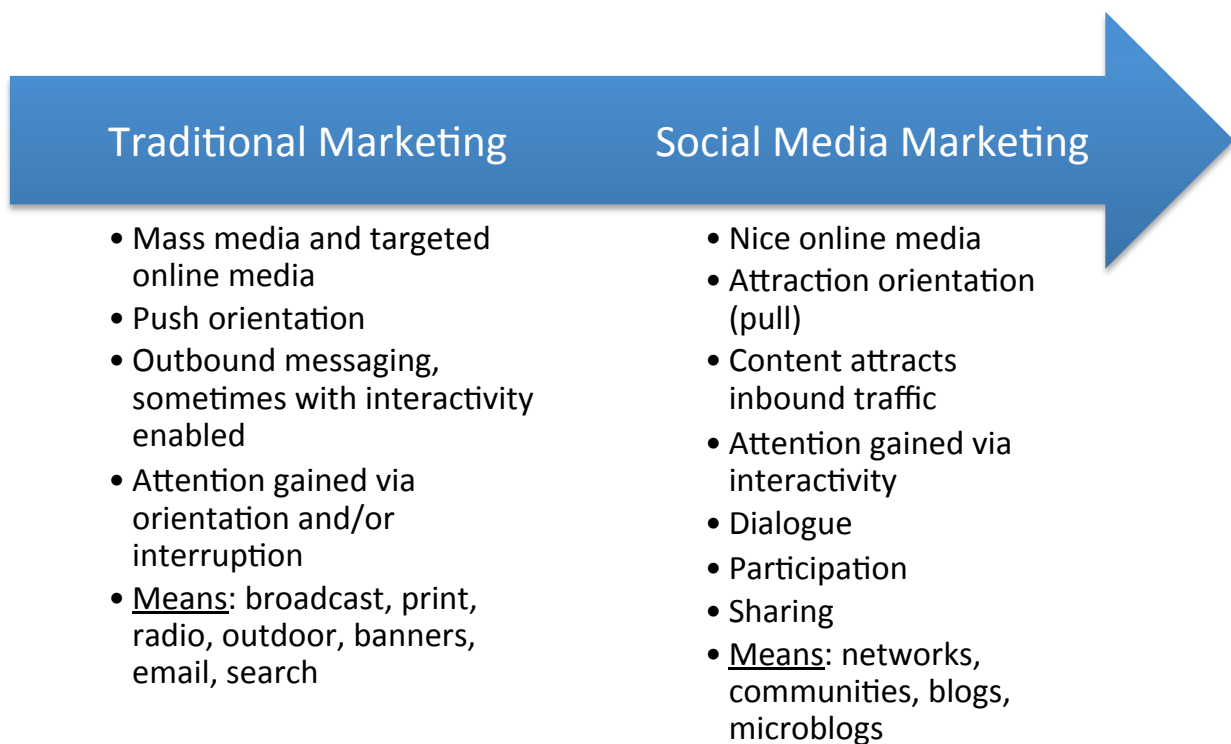 Traditional Marketing
Social Media Marketing
• Mass media and targeted
online media
• Push orientation
• Outbound messaging,
sometimes with interactivity
enabled
• Attention gained via
orientation and/or
interruption
• Means: broadcast, print,
radio, outdoor, banners,
email, search
• Nice online media
• Attraction orientation
(pull)
• Content attracts
inbound traffic
• Attention gained via
interactivity
• Dialogue
• Participation
• Sharing
• Means: networks,
communities, blogs,
microblogs